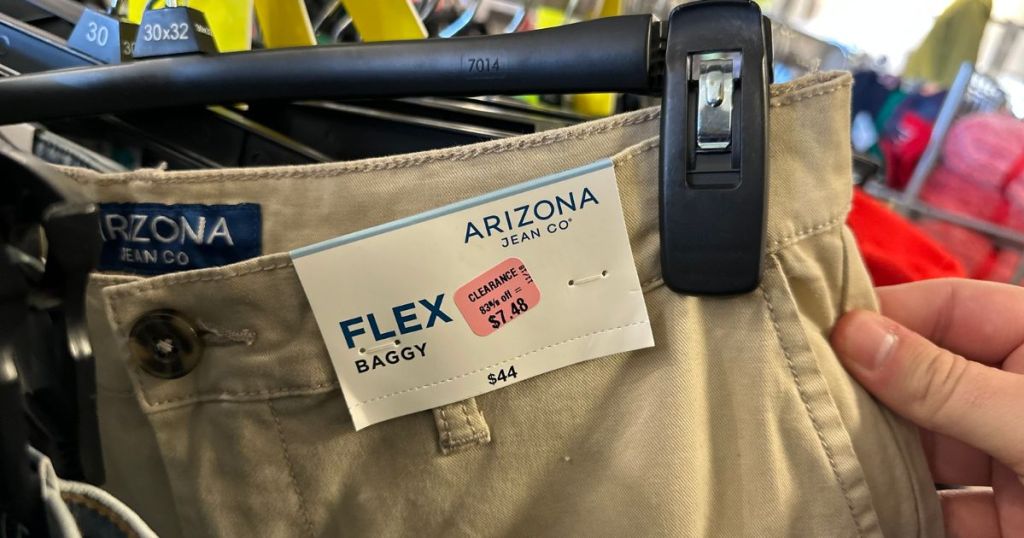 30
30x32
7014
ARIZONA
JEAN CO
ARIZONA
JEAN CO
FLEX
BAGGY
CLEARANCE
83% off =
$7.48
$44